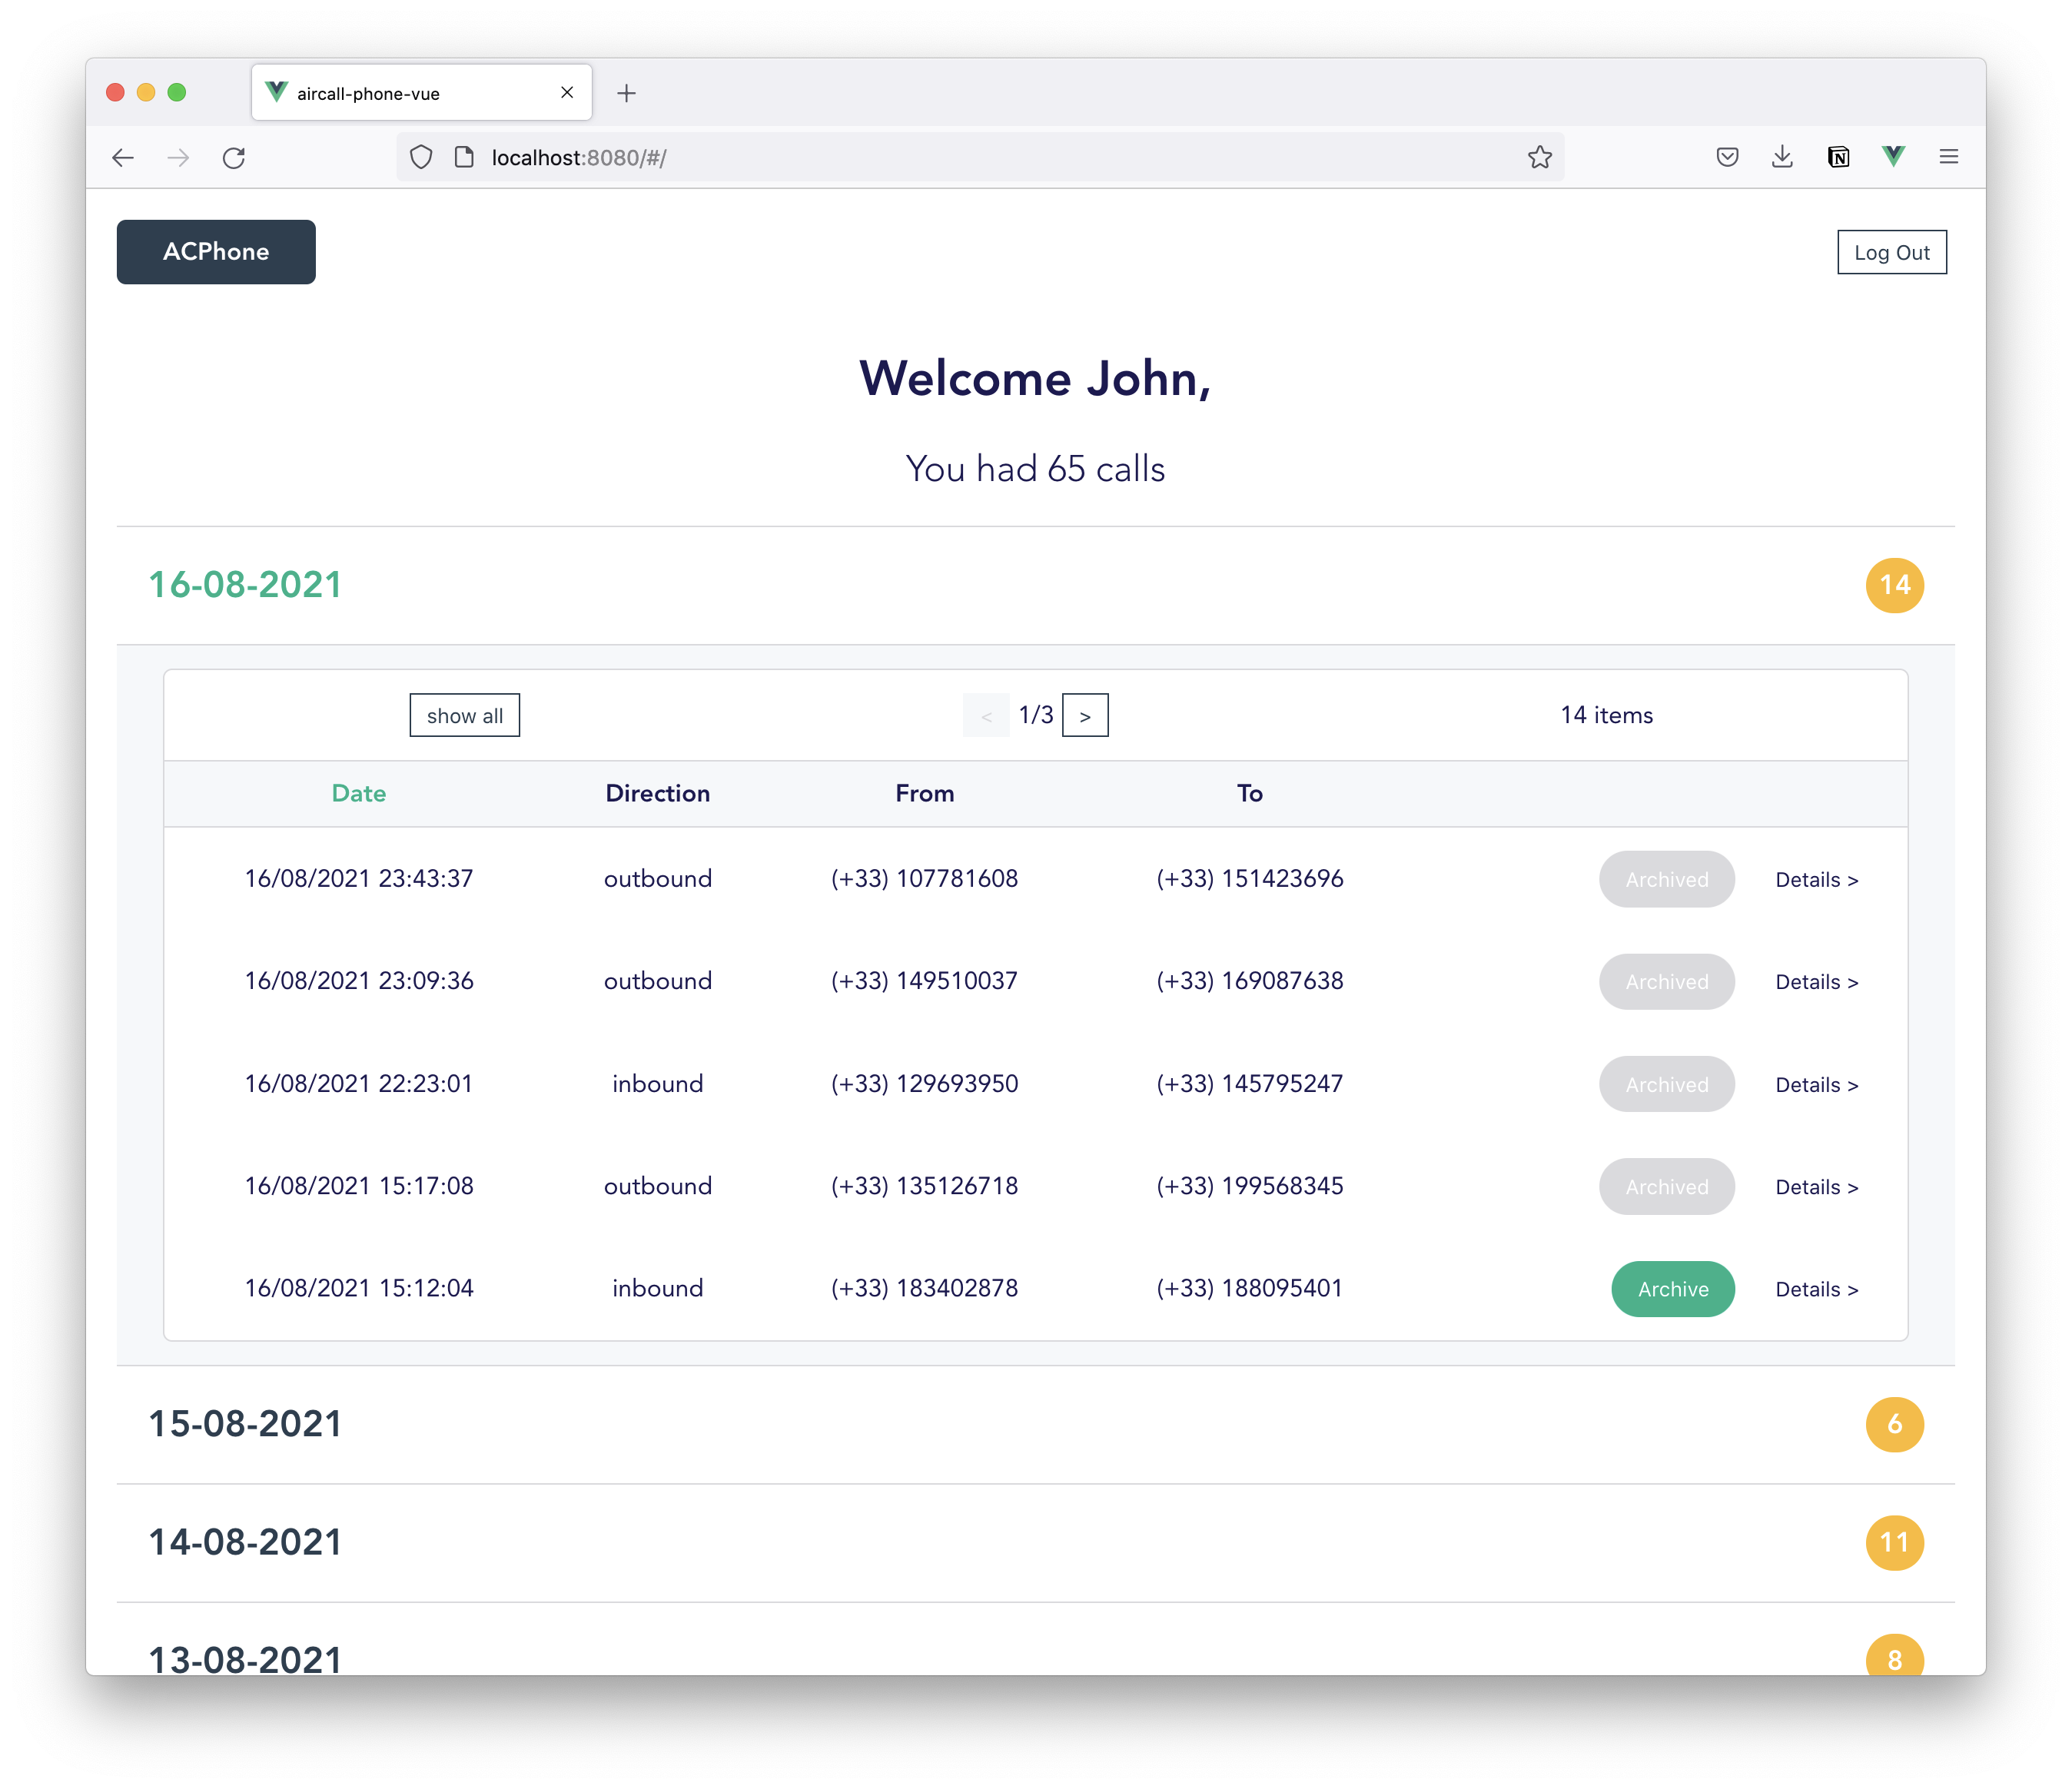 aircall-phone-vue
localhost:8080/#/
ACPhone
Log Out
Welcome John,
You had 65 calls
16-08-2021 14
show all < 1/3 > 14 items
Date Direction From To
16/08/2021 23:43:37 outbound (+33) 107781608 (+33) 151423696 Archived Details >
16/08/2021 23:09:36 outbound (+33) 149510037 (+33) 169087638 Archived Details >
16/08/2021 22:23:01 inbound (+33) 129693950 (+33) 145795247 Archived Details >
16/08/2021 15:17:08 outbound (+33) 135126718 (+33) 199568345 Archived Details >
16/08/2021 15:12:04 inbound (+33) 183402878 (+33) 188095401 Archive Details >
15-08-2021 6
14-08-2021 11
13-08-2021 8